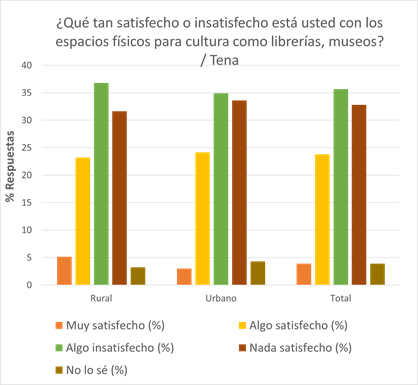 ¿Qué tan satisfecho o insatisfecho está usted con los
espacios físicos para cultura como librerías, museos?
/ Tena
% Respuestas
40
35
30
25
20
15
10
5
0
Rural
Urbano
Total
Muy satisfecho (%)
Algo satisfecho (%)
Algo insatisfecho (%)
Nada satisfecho (%)
No lo sé (%)